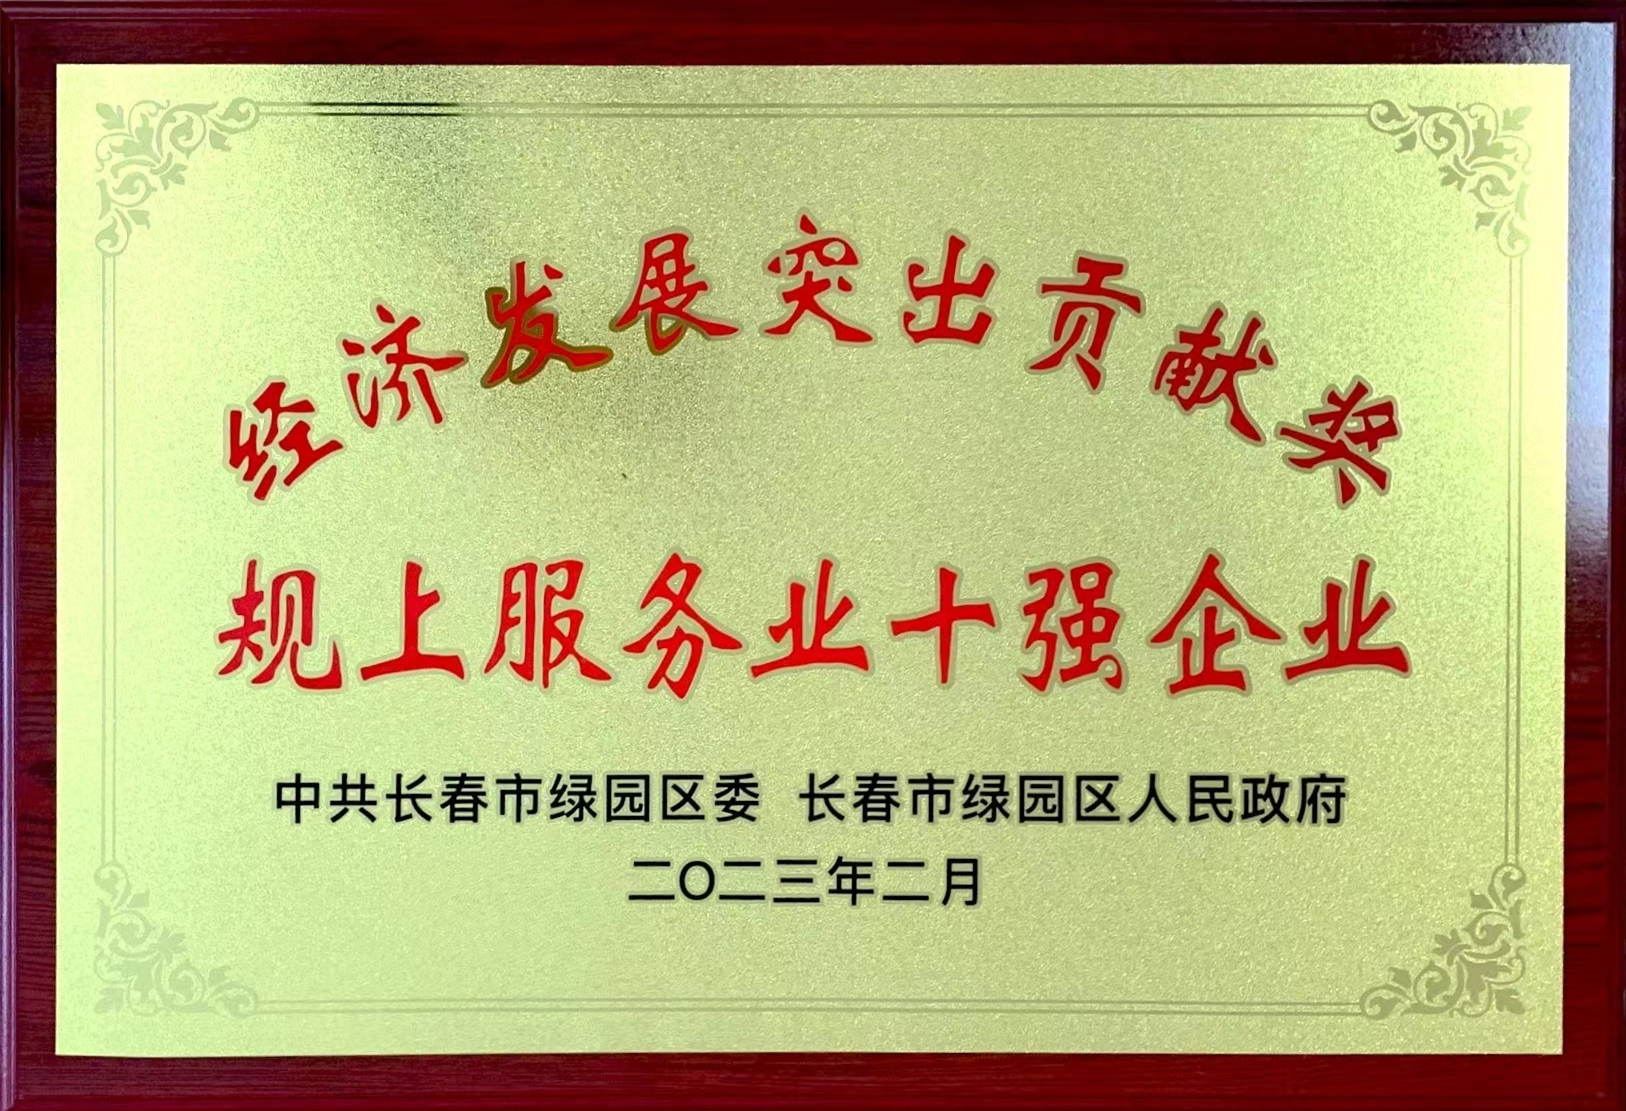 经济发展突出贡献奖
规上服务业十强企业
中共长春市绿园区委 长春市绿园区人民政府
二〇二三年二月